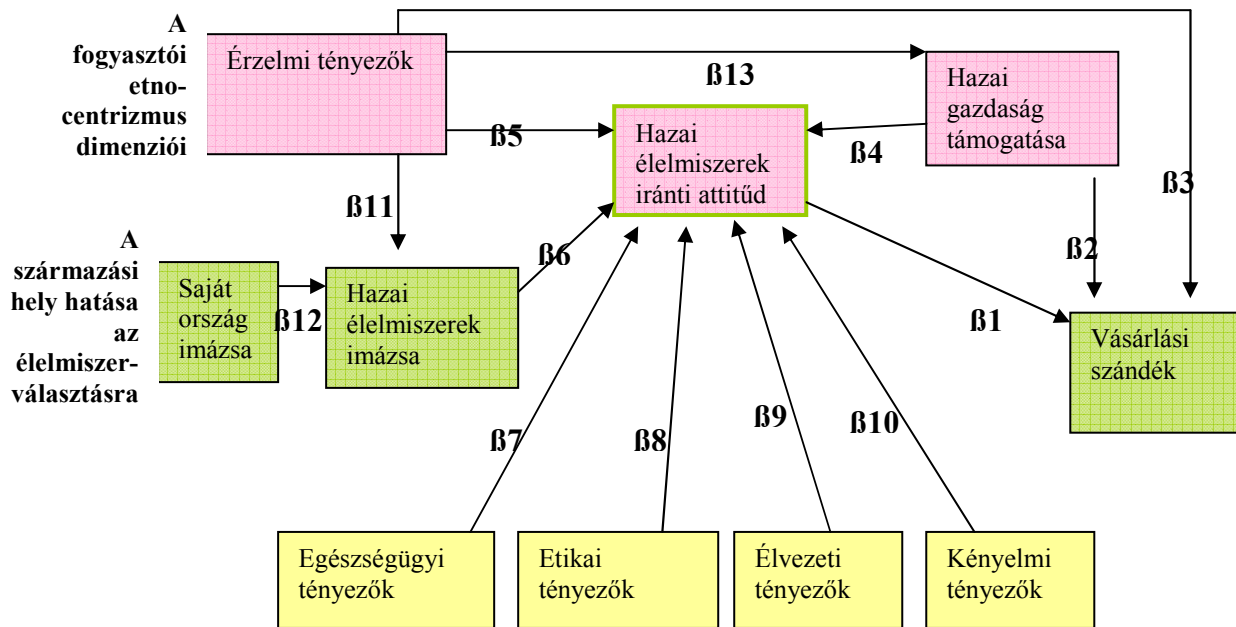 A
fogyasztói
etno-
centrizmus
dimenziói
Érzelmi tényezők
ß13
Hazai
gazdaság
támogatása
ß5
Hazai
élelmiszerek
iránti attitűd
ß4
ß3
ß11
ß6
ß2
A
származási
hely hatása
az
élelmiszer-
választásra
Saját
ország
imázsa
ß12
Hazai
élelmiszerek
imázsa
ß1
Vásárlási
szándék
ß7
ß8
ß9
ß10
Egészségügyi
tényezők
Etikai
tényezők
Élvezeti
tényezők
Kényelmi
tényezők